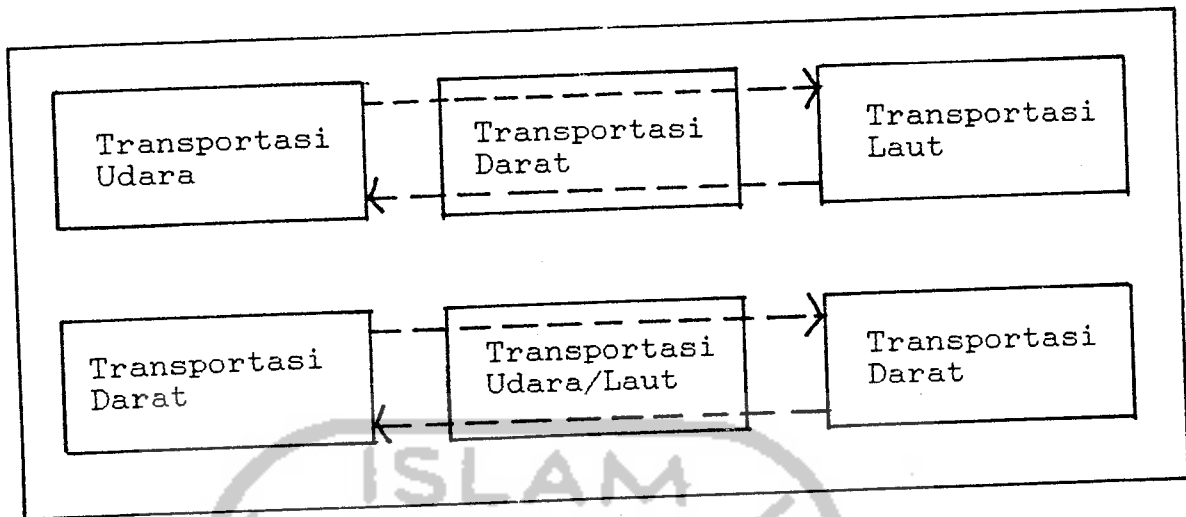 Transportasi
Udara
Transportasi
Darat
Transportasi
Laut
Transportasi
Darat
Transportasi
Udara/Laut
Transportasi
Darat
ISLAM